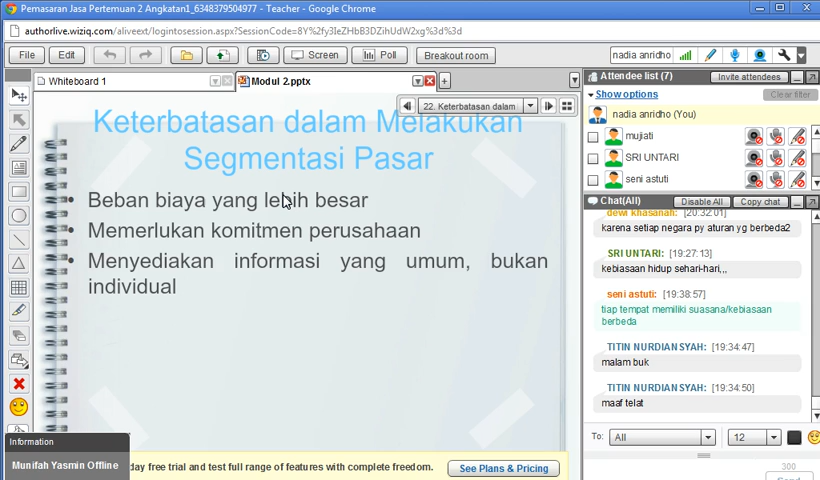 Pemasaran Jasa Pertemuan 2 Angkatan1_6348379504977 - Teacher - Google Chrome
authorlive.wiziq.com/aliveext/logintosession.aspx?SessionCode=8Y%2fy3IeZHbB3DZihUdW2xg%3d%3d
File Edit Screen Poll Breakout room nadia anridho
Whiteboard 1 Modul 2.pptx
22. Keterbatasan dalam
Keterbatasan dalam Melakukan
Segmentasi Pasar
• Beban biaya yang lebih besar
• Memerlukan komitmen perusahaan
• Menyediakan informasi yang umum, bukan
individual
Information
Munifah Yasmin Offline
day free trial and test full range of features with complete freedom. See Plans & Pricing
Attendee list (7) Invite attendees
Show options Clear filter
nadia anridho (You)
mujiati
SRI UNTARI
seni astuti
Chat(All) Disable All Copy chat
dewi khasanah: [20:32:01]
karena setiap negara py aturan yg berbeda2
SRI UNTARI: [19:27:13]
kebiasaan hidup sehari-hari,,,
seni astuti: [19:38:57]
tiap tempat memiliki suasana/kebiasaan
berbeda
TITIN NURDIANSYAH: [19:34:47]
malam buk
TITIN NURDIANSYAH: [19:34:50]
maaf telat
To: All 12
300
Send